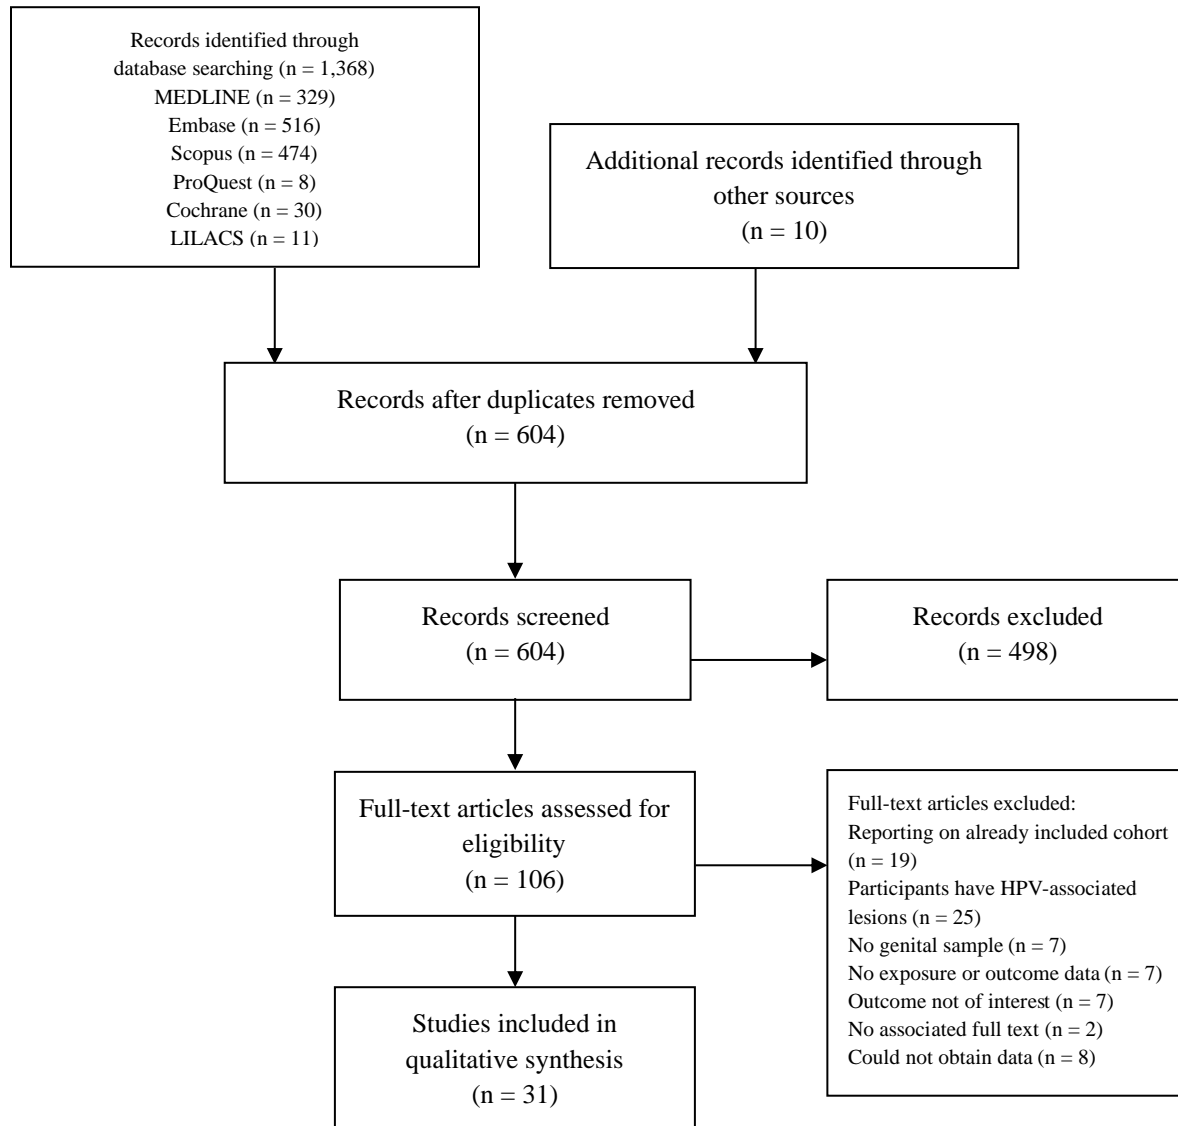 Records identified through
database searching (n = 1,368)
MEDLINE (n = 329)
Embase (n = 516)
Scopus (n = 474)
ProQuest (n = 8)
Cochrane (n = 30)
LILACS (n = 11)
Additional records identified through
other sources
(n = 10)
Records after duplicates removed
(n = 604)
Records screened
(n = 604)
Records excluded
(n = 498)
Full-text articles assessed for
eligibility
(n = 106)
Full-text articles excluded:
Reporting on already included cohort
(n = 19)
Participants have HPV-associated
lesions (n = 25)
No genital sample (n = 7)
No exposure or outcome data (n = 7)
Outcome not of interest (n = 7)
No associated full text (n = 2)
Could not obtain data (n = 8)
Studies included in
qualitative synthesis
(n = 31)